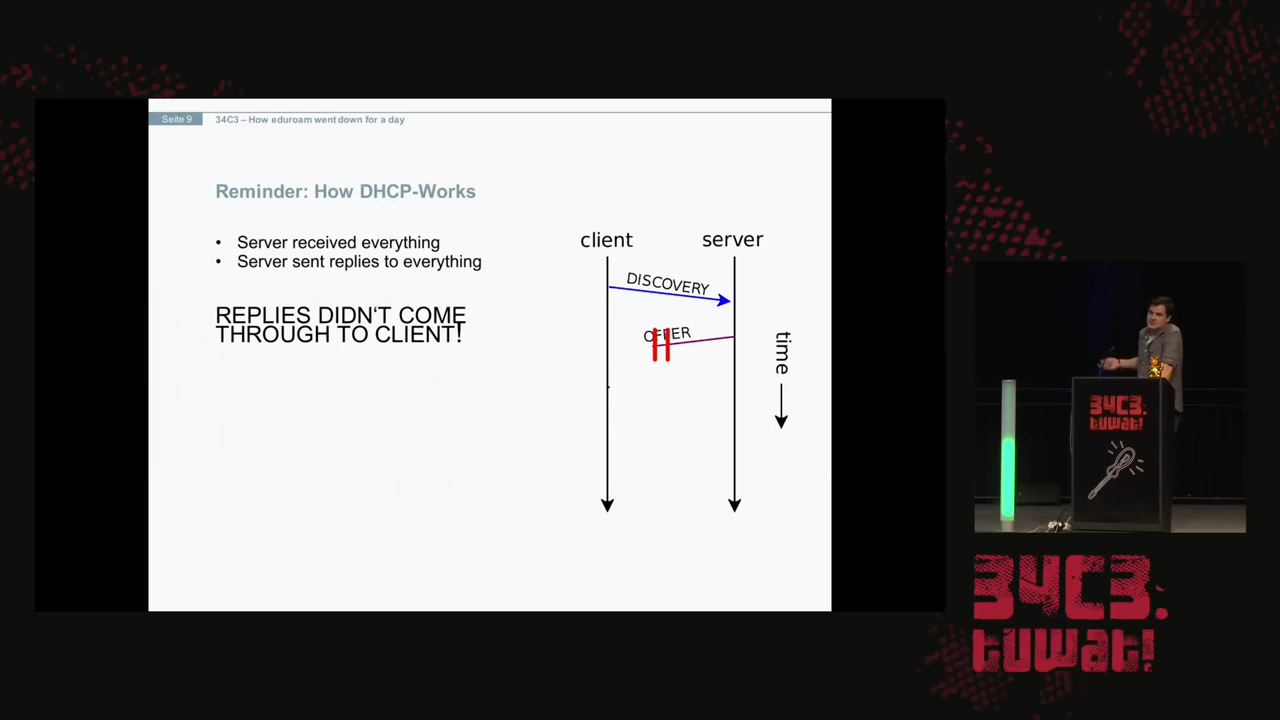 Seite 9
34C3 – How eduroam went down for a day
Reminder: How DHCP-Works
• Server received everything
• Server sent replies to everything
REPLIES DIDN‘T COME
THROUGH TO CLIENT!
client
server
DISCOVERY
OFFER
time
34C3.
tuwat!
34C3.
tuwat!